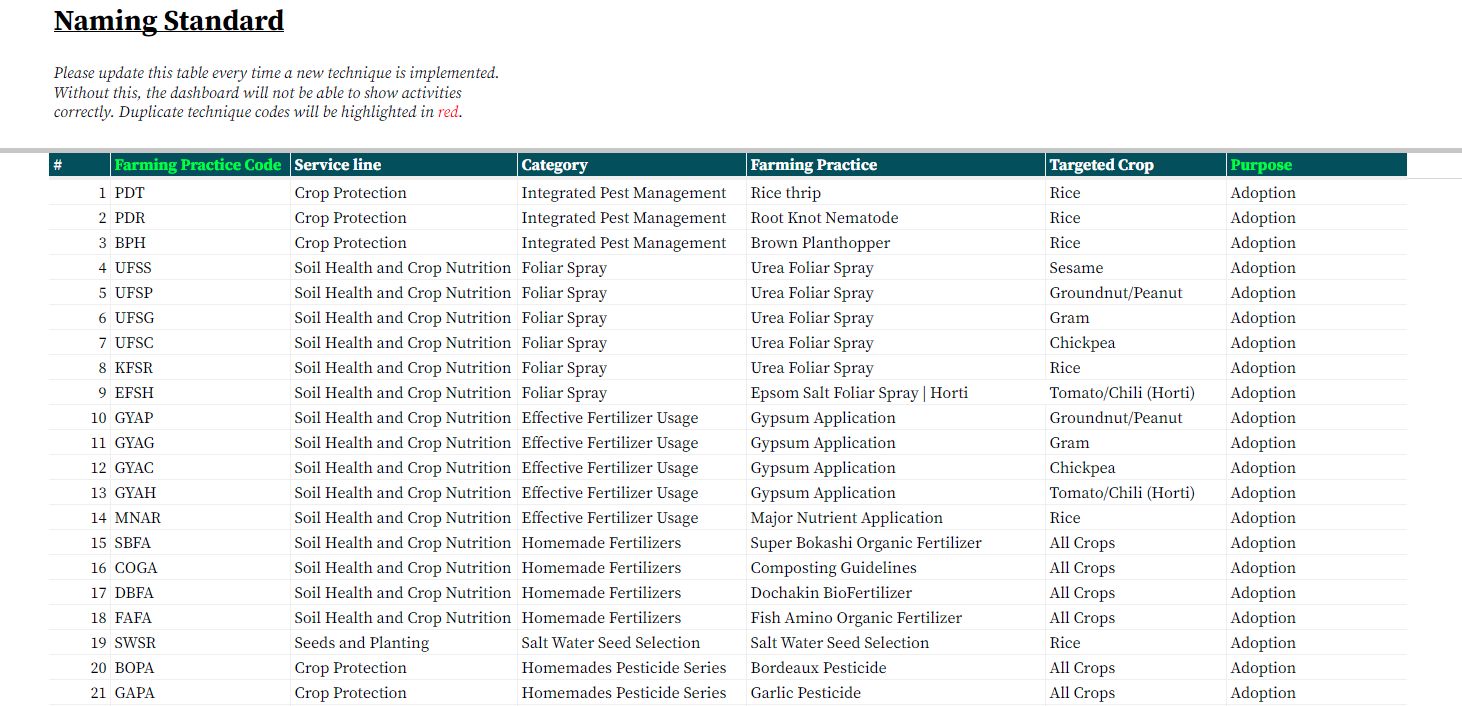 Naming Standard
Please update this table every time a new technique is implemented.
Without this, the dashboard will not be able to show activities
correctly. Duplicate technique codes will be highlighted in red.
# Farming Practice Code Service line Category Farming Practice Targeted Crop Purpose
1 PDT Crop Protection Integrated Pest Management Rice thrip Rice Adoption
2 PDR Crop Protection Integrated Pest Management Root Knot Nematode Rice Adoption
3 BPH Crop Protection Integrated Pest Management Brown Planthopper Rice Adoption
4 UFSS Soil Health and Crop Nutrition Foliar Spray Urea Foliar Spray Sesame Adoption
5 UFSP Soil Health and Crop Nutrition Foliar Spray Urea Foliar Spray Groundnut/Peanut Adoption
6 UFSG Soil Health and Crop Nutrition Foliar Spray Urea Foliar Spray Gram Adoption
7 UFSC Soil Health and Crop Nutrition Foliar Spray Urea Foliar Spray Chickpea Adoption
8 KFSR Soil Health and Crop Nutrition Foliar Spray Urea Foliar Spray Rice Adoption
9 EFSH Soil Health and Crop Nutrition Foliar Spray Epsom Salt Foliar Spray | Horti Tomato/Chili (Horti) Adoption
10 GYAP Soil Health and Crop Nutrition Effective Fertilizer Usage Gypsum Application Groundnut/Peanut Adoption
11 GYAG Soil Health and Crop Nutrition Effective Fertilizer Usage Gypsum Application Gram Adoption
12 GYAC Soil Health and Crop Nutrition Effective Fertilizer Usage Gypsum Application Chickpea Adoption
13 GYAH Soil Health and Crop Nutrition Effective Fertilizer Usage Gypsum Application Tomato/Chili (Horti) Adoption
14 MNAR Soil Health and Crop Nutrition Effective Fertilizer Usage Major Nutrient Application Rice Adoption
15 SBFA Soil Health and Crop Nutrition Homemade Fertilizers Super Bokashi Organic Fertilizer All Crops Adoption
16 COGA Soil Health and Crop Nutrition Homemade Fertilizers Composting Guidelines All Crops Adoption
17 DBFA Soil Health and Crop Nutrition Homemade Fertilizers Dochakin BioFertilizer All Crops Adoption
18 FAFA Soil Health and Crop Nutrition Homemade Fertilizers Fish Amino Organic Fertilizer All Crops Adoption
19 SWSR Seeds and Planting Salt Water Seed Selection Salt Water Seed Selection Rice Adoption
20 BOPA Crop Protection Homemades Pesticide Series Bordeaux Pesticide All Crops Adoption
21 GAPA Crop Protection Homemades Pesticide Series Garlic Pesticide All Crops Adoption